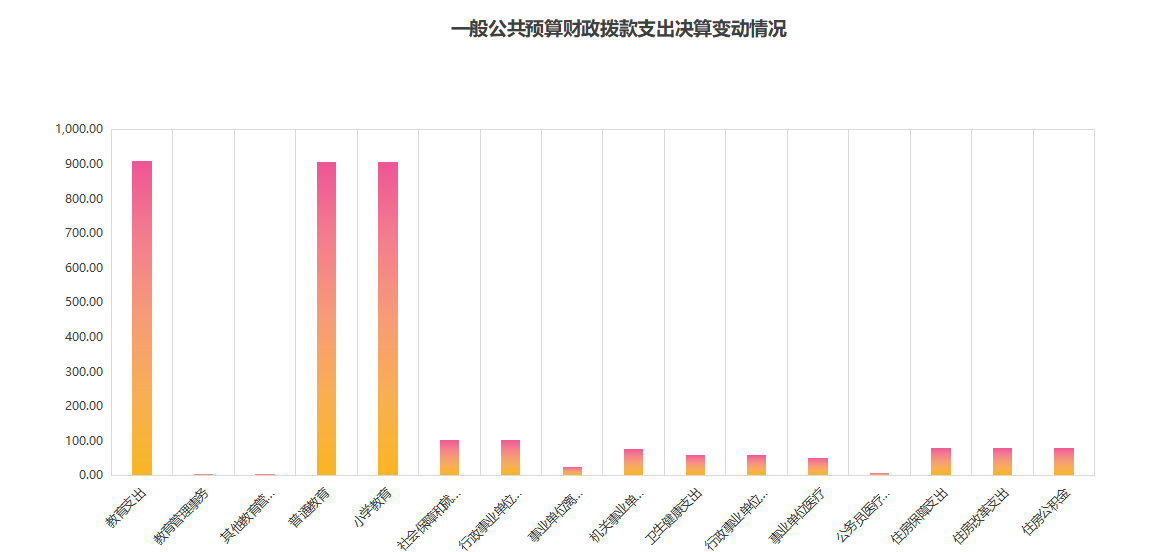 一般公共预算财政拨款支出决算变动情况
1,000.00
900.00
800.00
700.00
600.00
500.00
400.00
300.00
200.00
100.00
0.00
教育支出
教育管理事务
其他教育管...
普通教育
小学教育
社会保障和就...
行政事业单位...
事业单位离...
机关事业单...
卫生健康支出
行政事业单位...
事业单位医疗
公务员医疗...
住房保障支出
住房改革支出
住房公积金